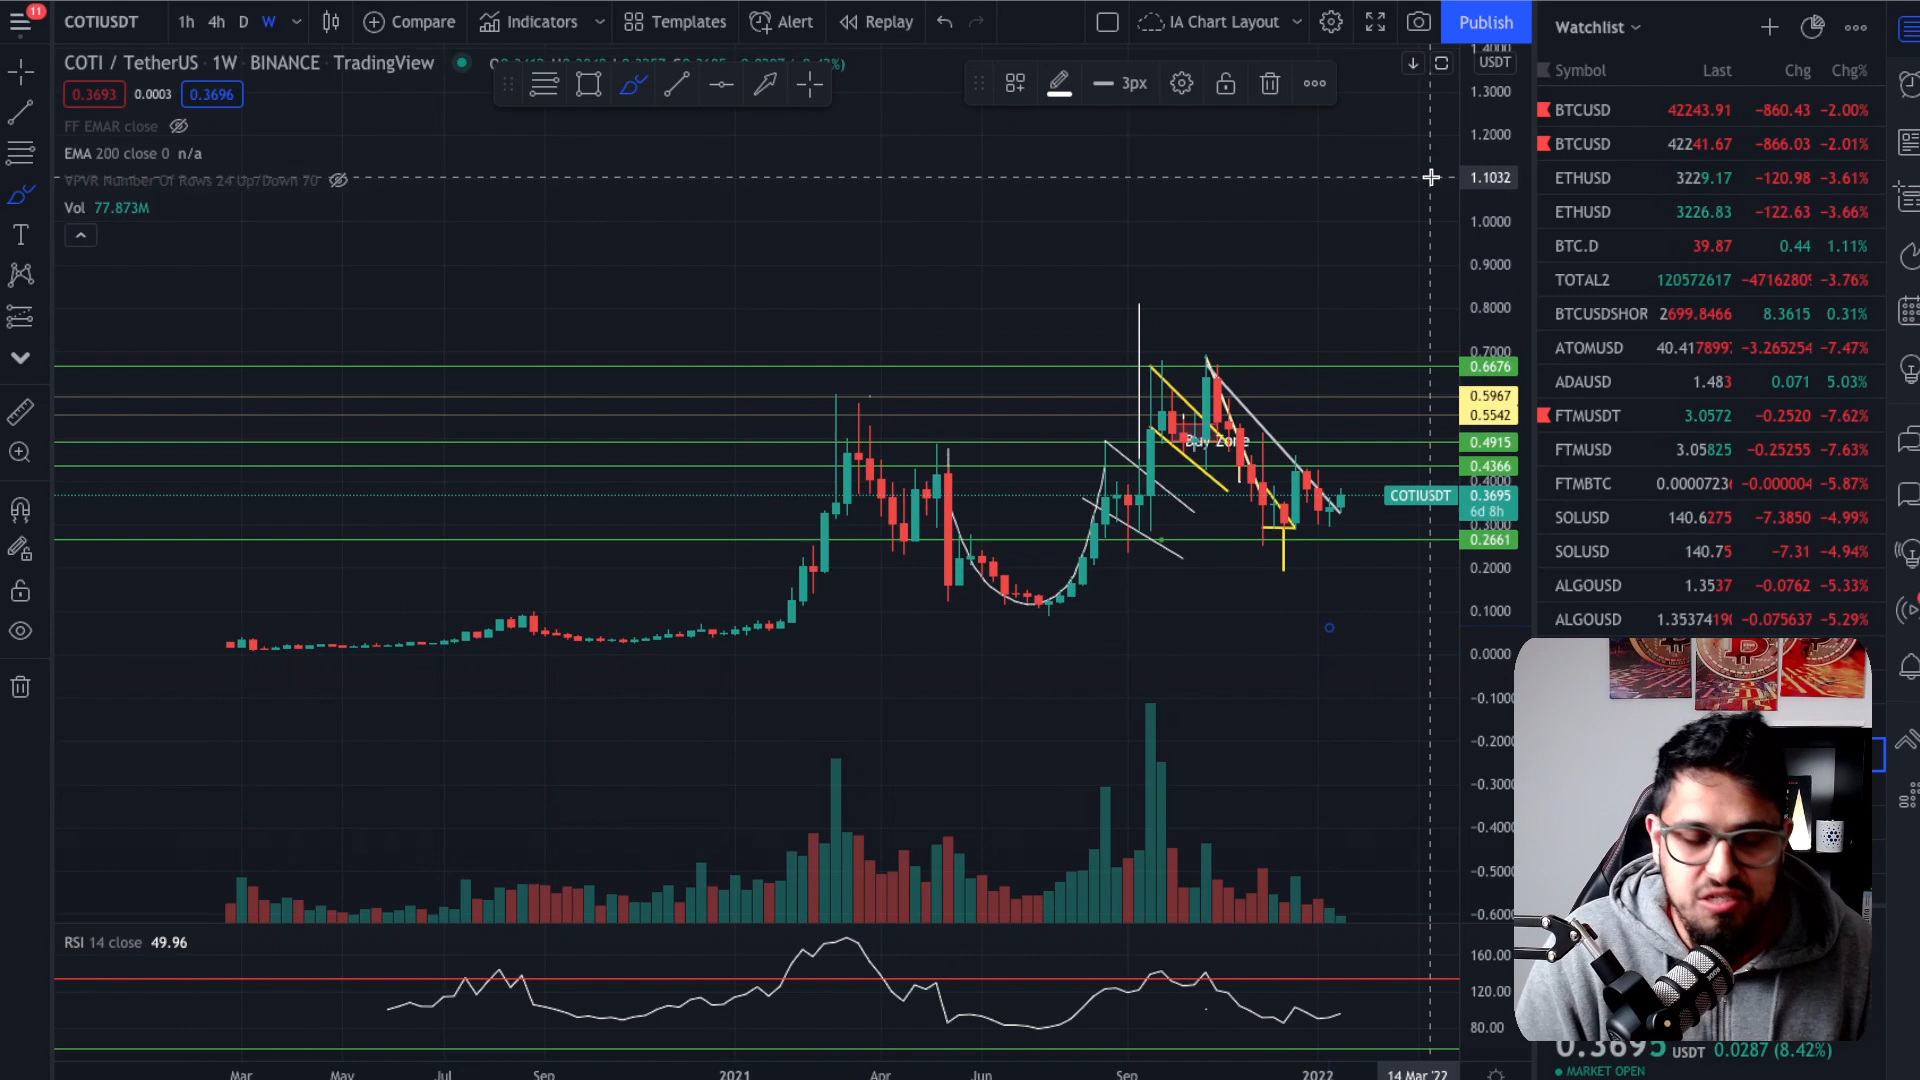 11
COTIUSDT
1h 4h D W
Compare
Indicators
Templates
Alert
Replay
IA Chart Layout
Publish
COTI / TetherUS · 1W · BINANCE · TradingView
0.3693 0.0003 0.3696
FF EMAR close
EMA 200 close 0 n/a
VPVR Number Of Rows 24 Up/Down 70
Vol 77.873M
3px
USDT
1.4000
1.3000
1.2000
1.1032
1.0000
0.9000
0.8000
0.7000
0.6676
0.5967
0.5542
0.4915
0.4366
0.4000
COTIUSDT 0.3695
6d 8h
0.3000
0.2661
0.2000
0.1000
0.0000
−0.1000
−0.2000
−0.3000
−0.4000
−0.5000
−0.6000
Buy Zone
RSI 14 close 49.96
160.00
120.00
80.00
Mar May Jul Sep 2021 Apr Jun Sep 2022 14 Mar '22
Watchlist
Symbol Last Chg Chg%
BTCUSD 42243.91 −860.43 −2.00%
BTCUSD 42241.67 −866.03 −2.01%
ETHUSD 3229.17 −120.98 −3.61%
ETHUSD 3226.83 −122.63 −3.66%
BTC.D 39.87 0.44 1.11%
TOTAL2 120572617 −3.76%
BTCUSDSHOR 2699.8466 8.3615 0.31%
ATOMUSD 40.417899 −3.265254 −7.47%
ADAUSD 1.483 0.071 5.03%
FTMUSDT 3.0572 −0.2520 −7.62%
FTMUSD 3.05825 −0.25255 −7.63%
FTMBTC 0.0000723 −0.000004 −5.87%
SOLUSD 140.6275 −7.3850 −4.99%
SOLUSD 140.75 −7.31 −4.94%
ALGOUSD 1.3537 −0.0762 −5.33%
ALGOUSD 1.3537419 −0.075637 −5.29%
0.3695 USDT 0.0287 (8.42%)
MARKET OPEN